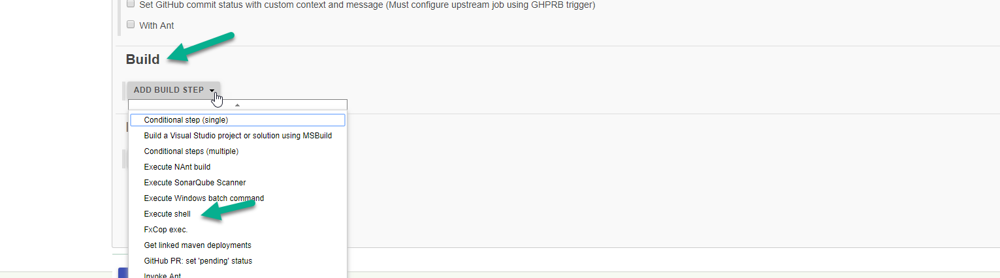 Set GitHub commit status with custom context and message (Must configure upstream job using GHPRB trigger)
With Ant
Build
ADD BUILD STEP
Conditional step (single)
Build a Visual Studio project or solution using MSBuild
Conditional steps (multiple)
Execute NAnt build
Execute SonarQube Scanner
Execute Windows batch command
Execute shell
FxCop exec.
Get linked maven deployments
GitHub PR: set 'pending' status
Invoke Ant